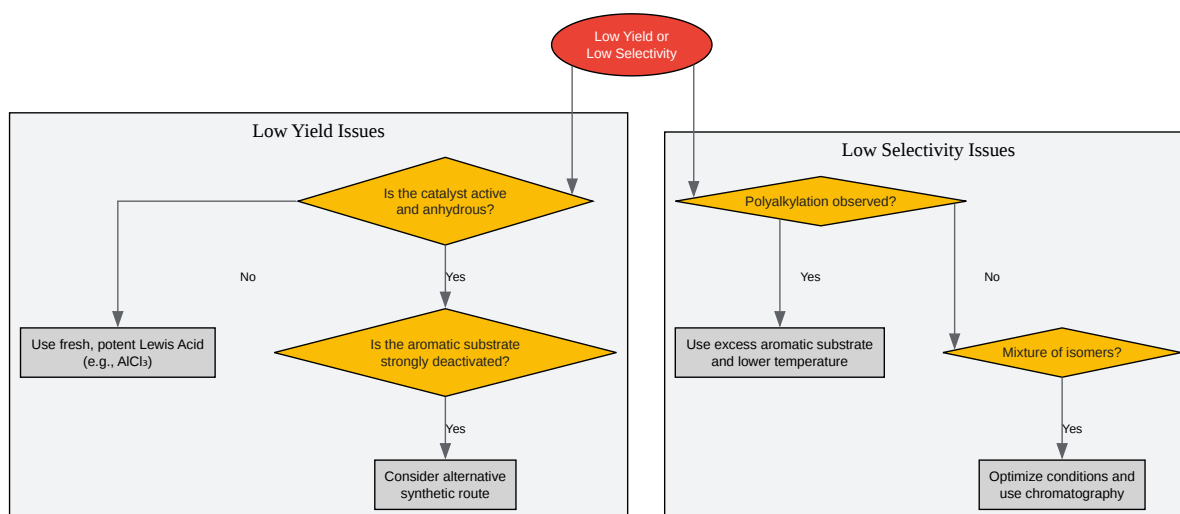 Low Yield or
Low Selectivity
Low Yield Issues
Is the catalyst active
and anhydrous?
No
Yes
Use fresh, potent Lewis Acid
(e.g., AlCl₃)
Is the aromatic substrate
strongly deactivated?
Yes
Consider alternative
synthetic route
Low Selectivity Issues
Polyalkylation observed?
Yes
No
Use excess aromatic substrate
and lower temperature
Mixture of isomers?
Yes
Optimize conditions and
use chromatography